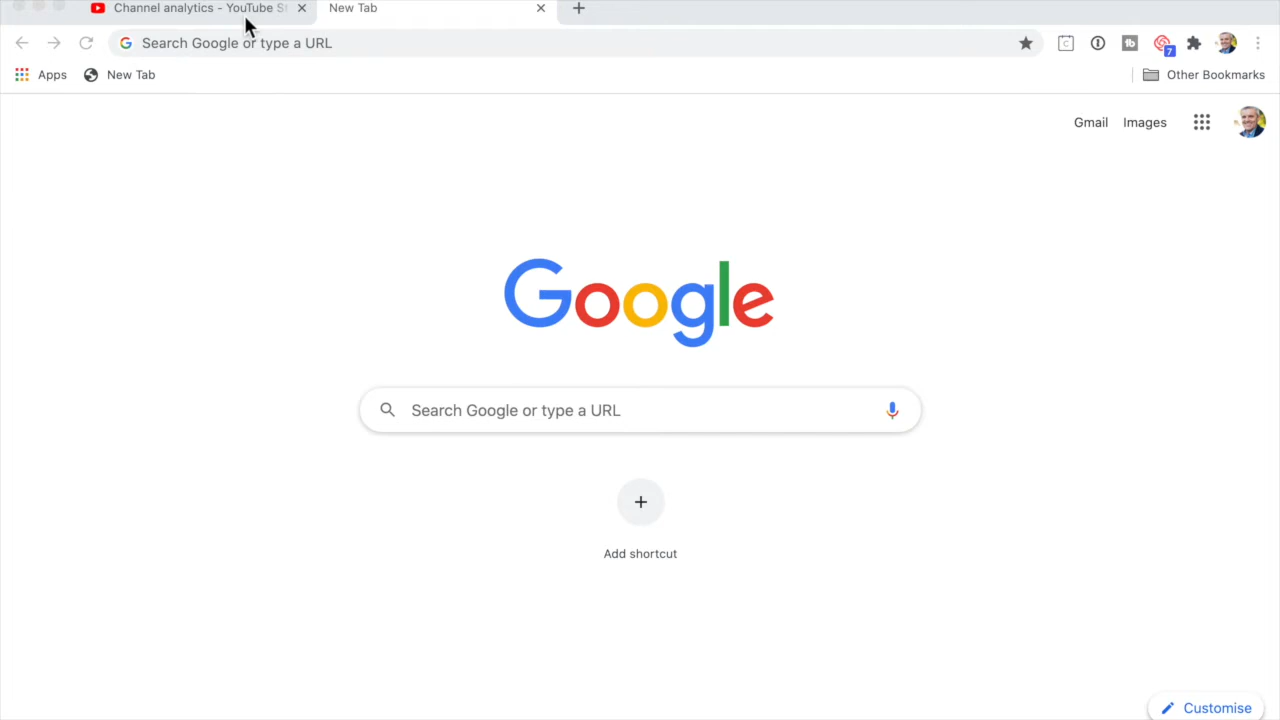 Channel analytics - YouTube St
New Tab
Search Google or type a URL
7
Apps
New Tab
Other Bookmarks
Gmail
Images
Google
Search Google or type a URL
Add shortcut
Customise